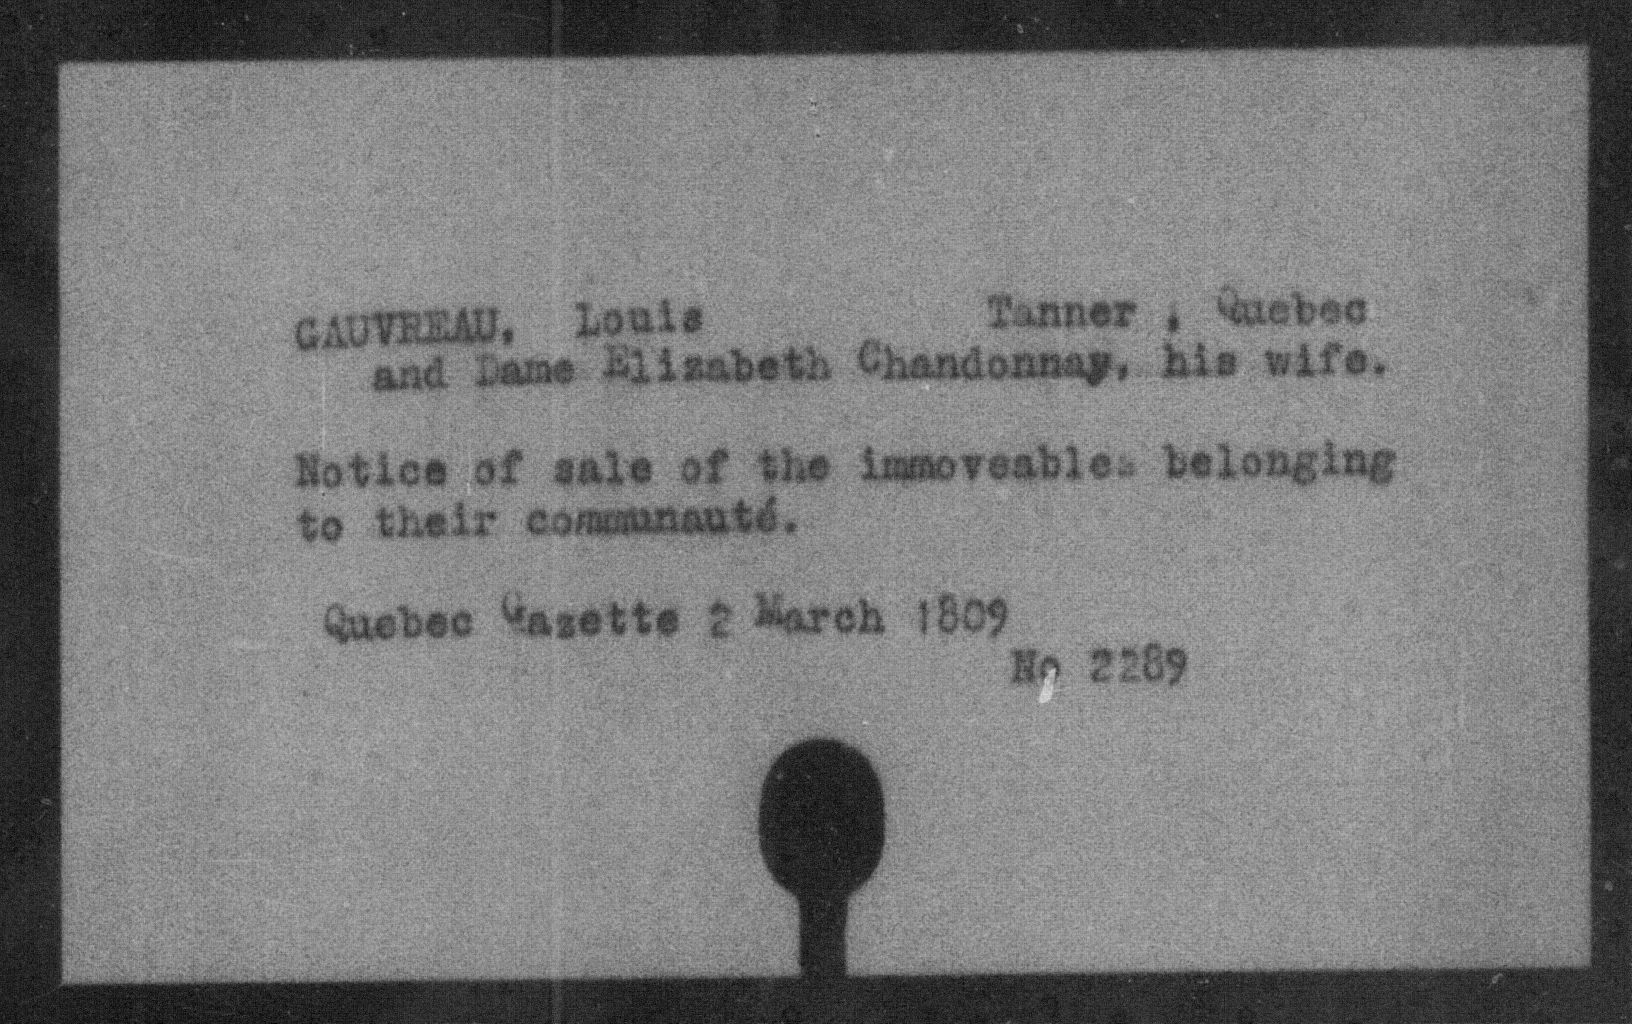 GAUVREAU, Louis Tanner , Quebec
and Dame Elizabeth Chandonnay, his wife.
Notice of sale of the immoveables belonging
to their communauté.
Quebec Gazette 2 March 1809
No 2289